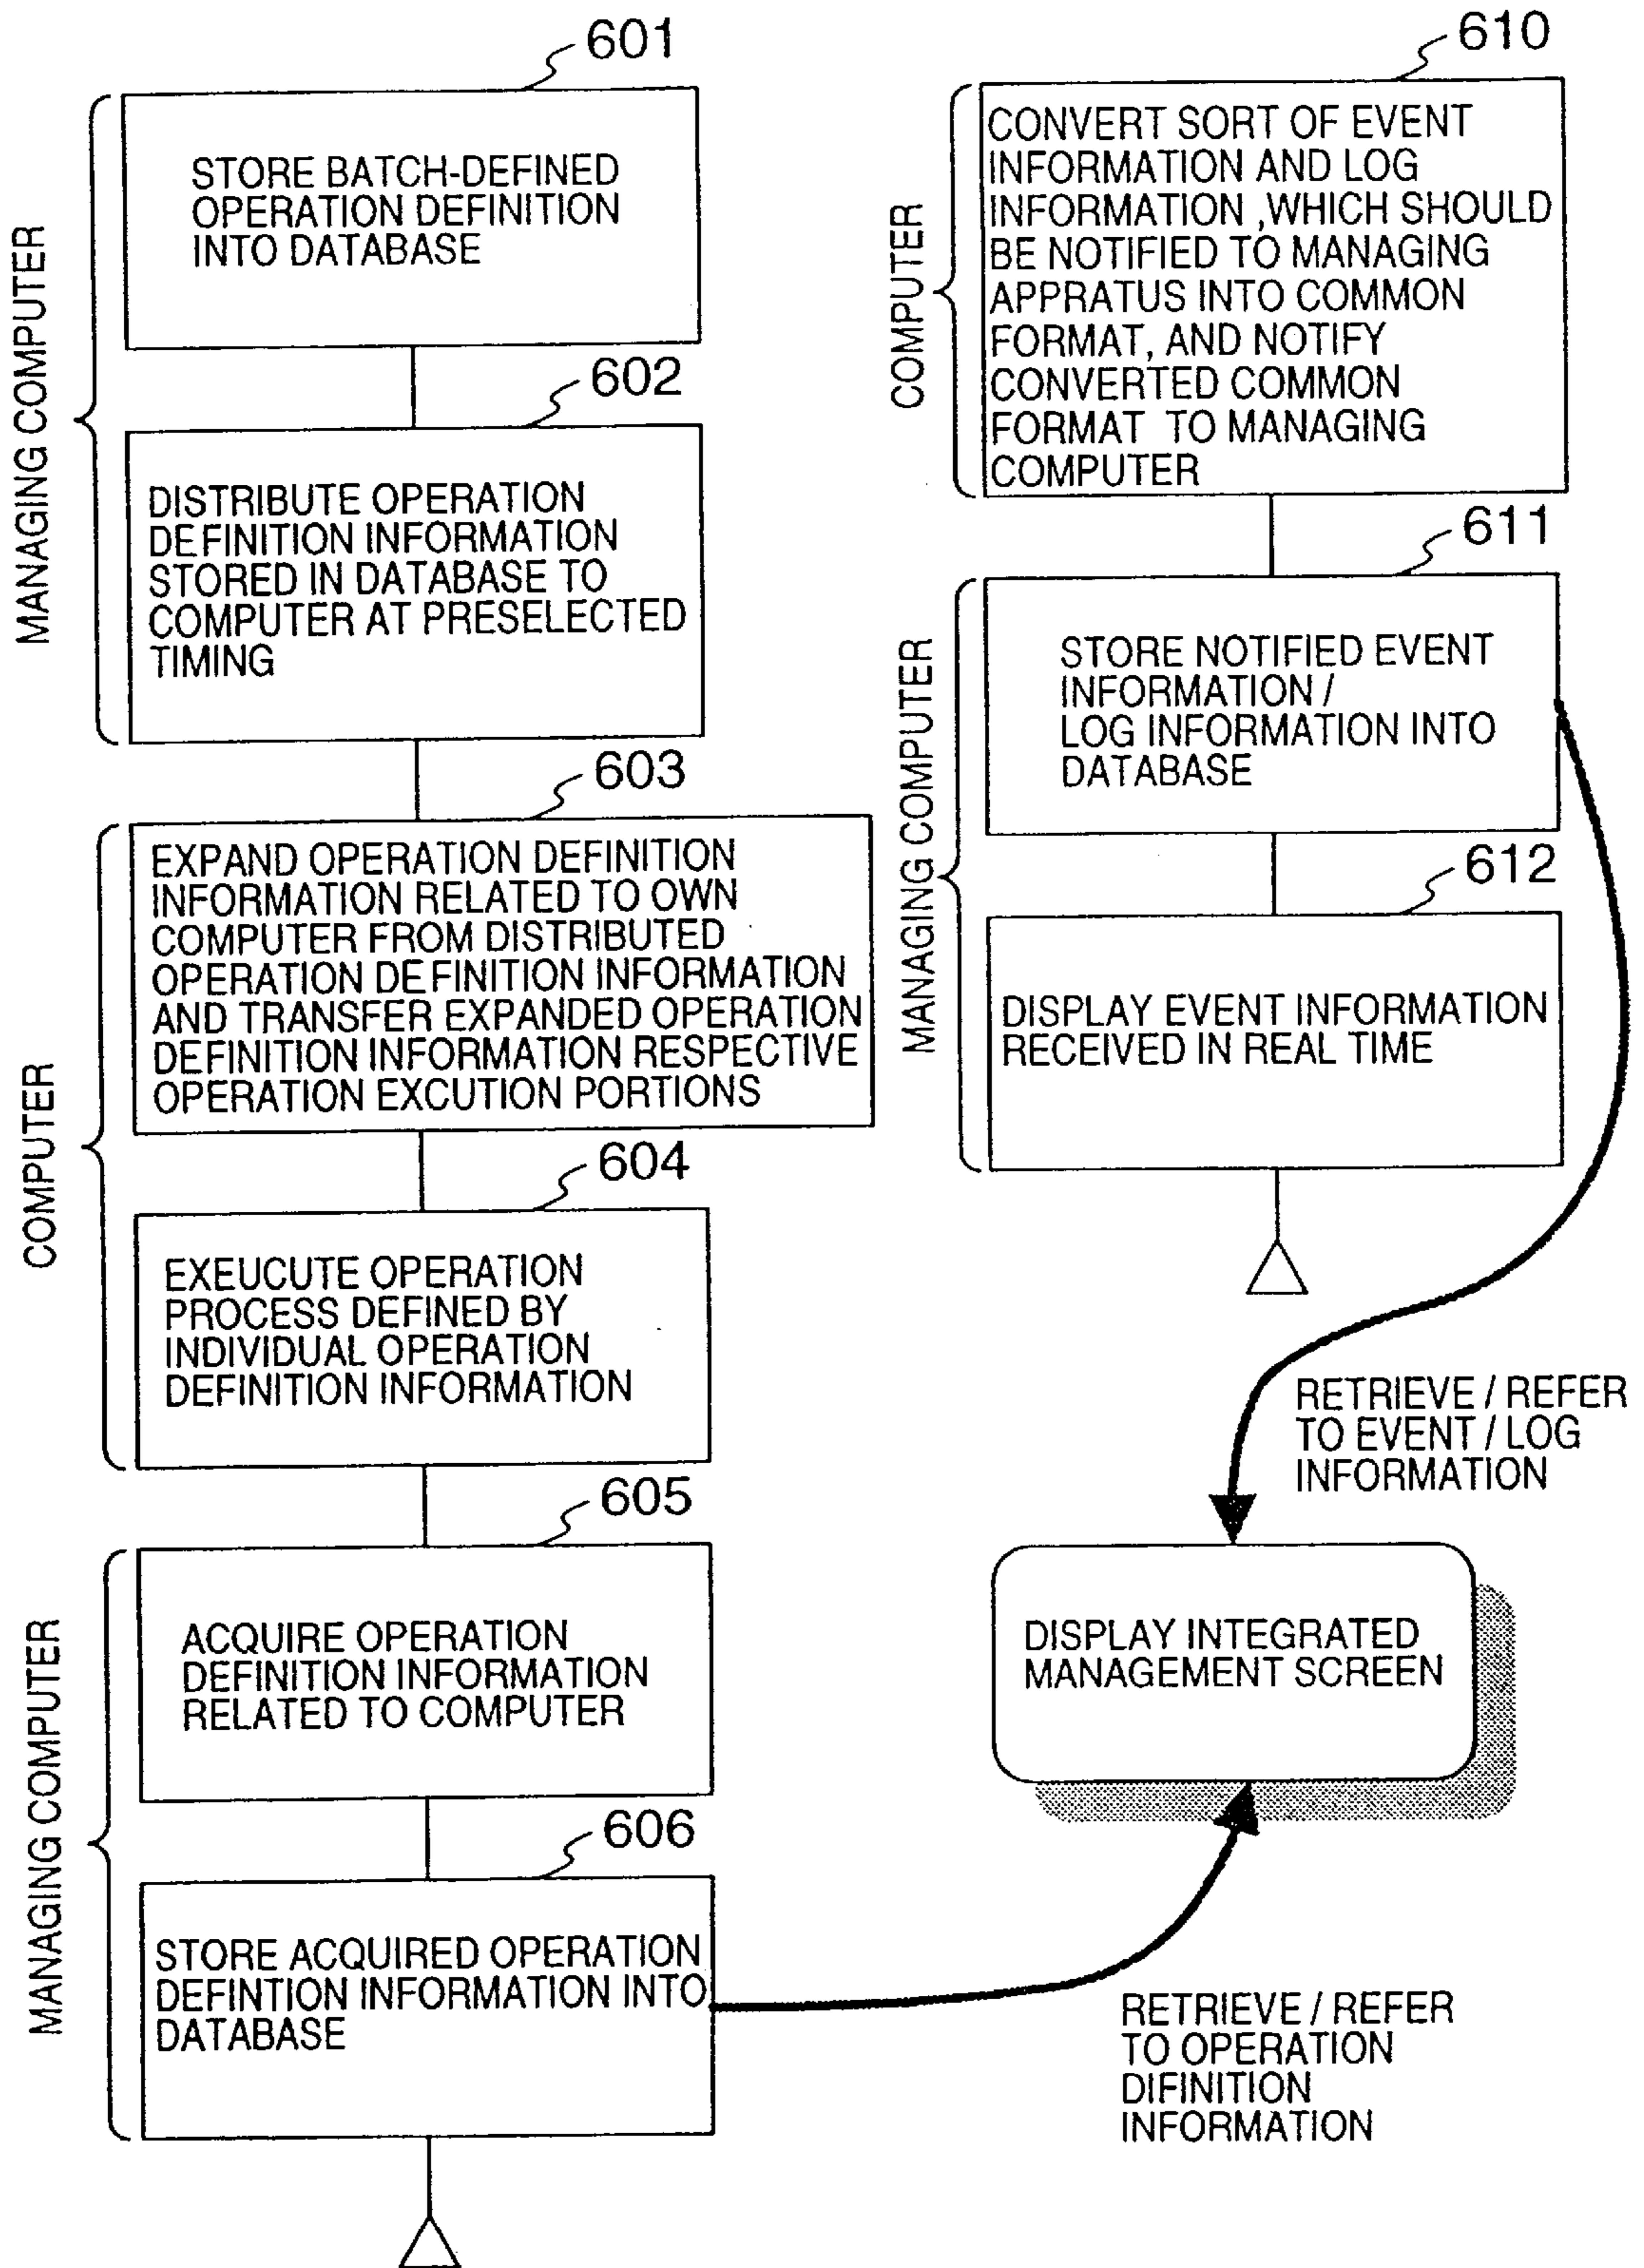 601
MANAGING COMPUTER
STORE BATCH-DEFINED
OPERATION DEFINITION
INTO DATABASE
602
DISTRIBUTE OPERATION
DEFINITION INFORMATION
STORED IN DATABASE TO
COMPUTER AT PRESELECTED
TIMING
603
COMPUTER
EXPAND OPERATION DEFINITION
INFORMATION RELATED TO OWN
COMPUTER FROM DISTRIBUTED
OPERATION DEFINITION INFORMATION
AND TRANSFER EXPANDED OPERATION
DEFINITION INFORMATION RESPECTIVE
OPERATION EXCUTION PORTIONS
604
EXEUCUTE OPERATION
PROCESS DEFINED BY
INDIVIDUAL OPERATION
DEFINITION INFORMATION
605
MANAGING COMPUTER
ACQUIRE OPERATION
DEFINITION INFORMATION
RELATED TO COMPUTER
606
STORE ACQUIRED OPERATION
DEFINTION INFORMATION INTO
DATABASE
610
COMPUTER
CONVERT SORT OF EVENT
INFORMATION AND LOG
INFORMATION ,WHICH SHOULD
BE NOTIFIED TO MANAGING
APPRATUS INTO COMMON
FORMAT, AND NOTIFY
CONVERTED COMMON
FORMAT TO MANAGING
COMPUTER
611
MANAGING COMPUTER
STORE NOTIFIED EVENT
INFORMATION /
LOG INFORMATION INTO
DATABASE
612
DISPLAY EVENT INFORMATION
RECEIVED IN REAL TIME
RETRIEVE / REFER
TO EVENT / LOG
INFORMATION
DISPLAY INTEGRATED
MANAGEMENT SCREEN
RETRIEVE / REFER
TO OPERATION
DIFINITION
INFORMATION